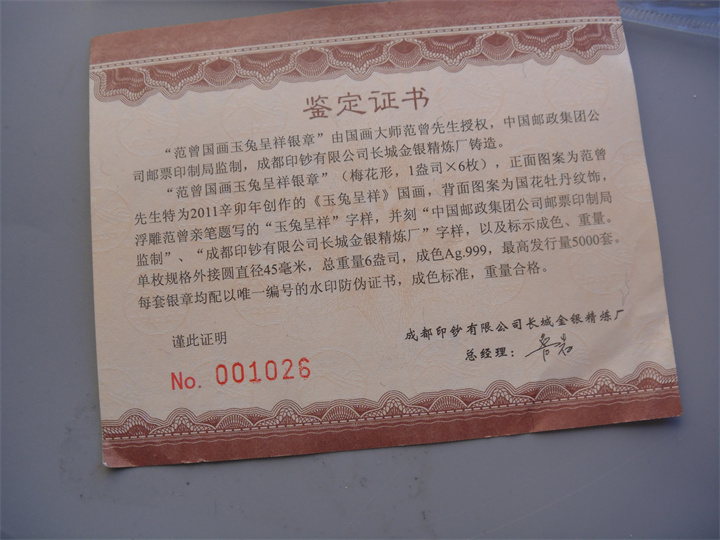 鉴定证书
“范曾国画玉兔呈祥银章”由国画大师范曾先生授权，中国邮政集团公
司邮票印制局监制，成都印钞有限公司长城金银精炼厂铸造。
“范曾国画玉兔呈祥银章”（梅花形，1盎司×6枚），正面图案为范曾
先生特为2011辛卯年创作的《玉兔呈祥》国画，背面图案为国花牡丹纹饰，
浮雕范曾亲笔题写的“玉兔呈祥”字样，并刻“中国邮政集团公司邮票印制局
监制”、“成都印钞有限公司长城金银精炼厂”字样，以及标示成色、重量。
单枚规格外接圆直径45毫米，总重量6盎司，成色Ag.999，最高发行量5000套。
每套银章均配以唯一编号的水印防伪证书，成色标准，重量合格。
谨此证明
成都印钞有限公司长城金银精炼厂
总经理：
No. 001026